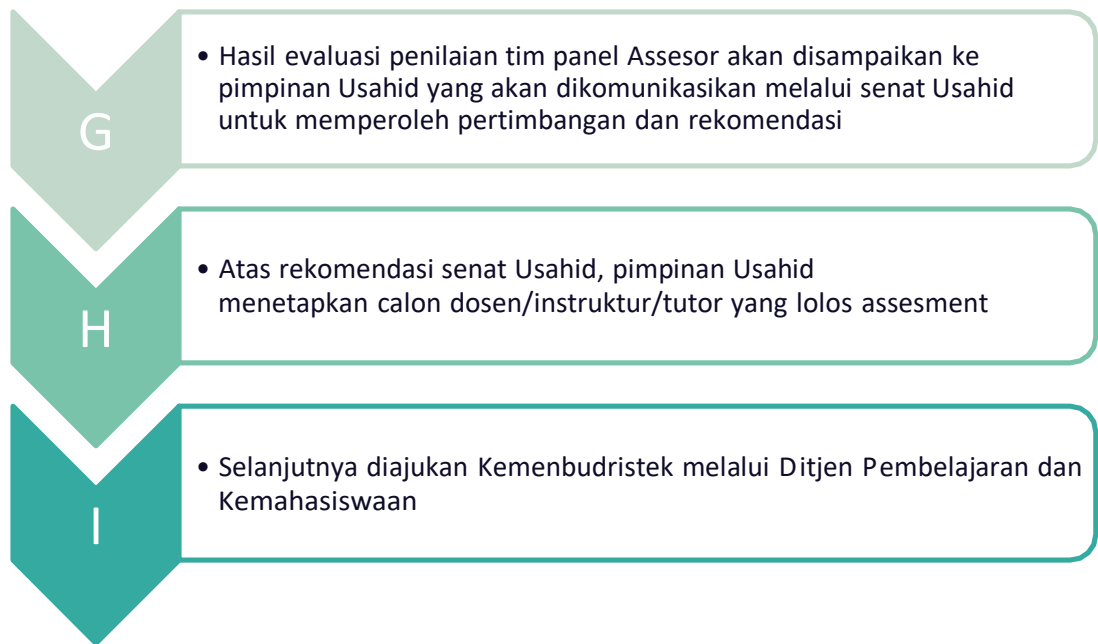 G
• Hasil evaluasi penilaian tim panel Assesor akan disampaikan ke
pimpinan Usahid yang akan dikomunikasikan melalui senat Usahid
untuk memperoleh pertimbangan dan rekomendasi
H
• Atas rekomendasi senat Usahid, pimpinan Usahid
menetapkan calon dosen/instruktur/tutor yang lolos assesment
I
• Selanjutnya diajukan Kemenbudristek melalui Ditjen Pembelajaran dan
Kemahasiswaan